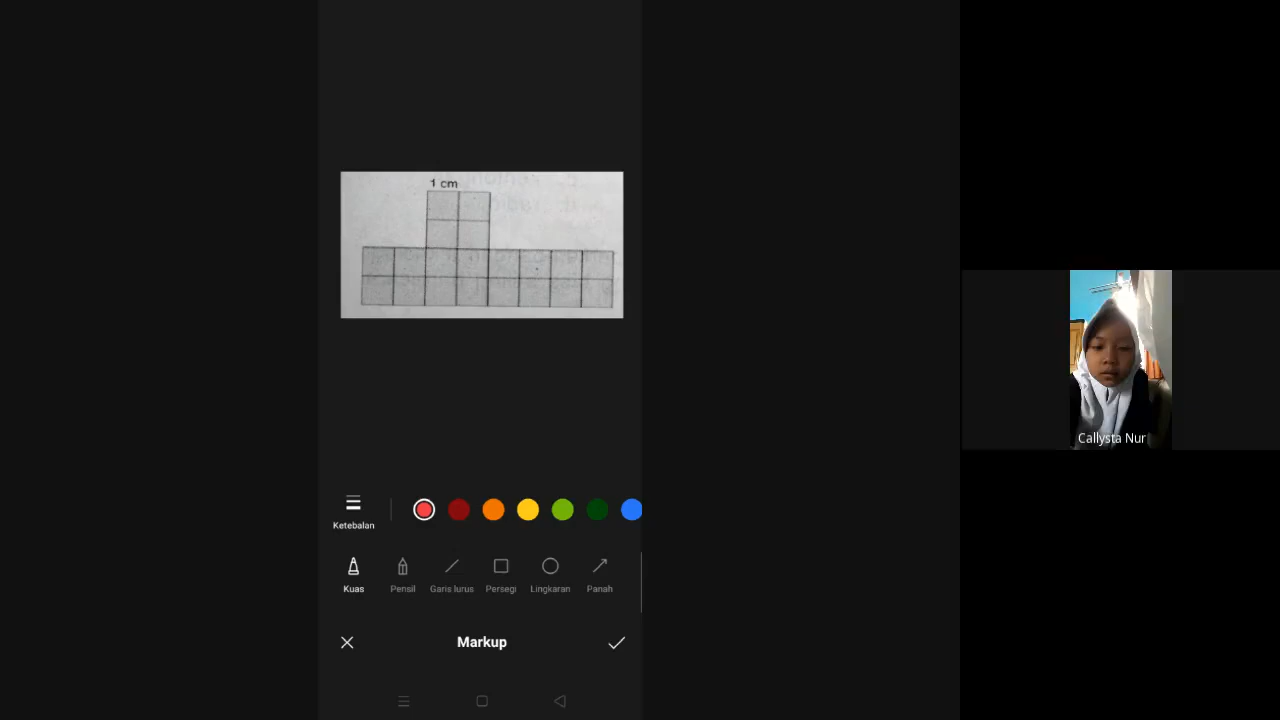 1 cm
Ketebalan
Kuas
Pensil
Garis lurus
Persegi
Lingkaran
Panah
Markup
Callysta Nur